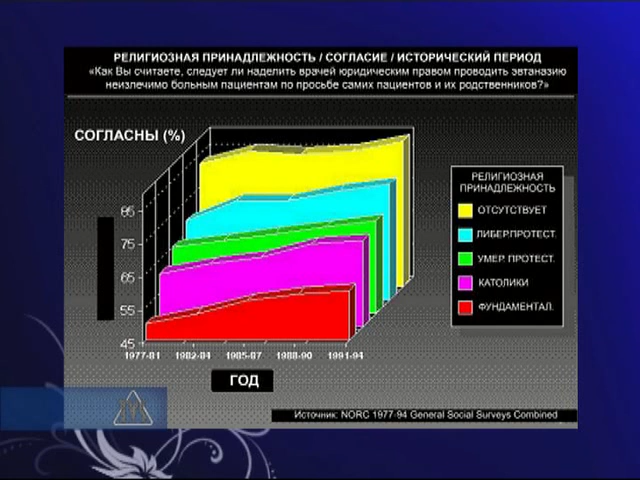 РЕЛИГИОЗНАЯ ПРИНАДЛЕЖНОСТЬ / СОГЛАСИЕ / ИСТОРИЧЕСКИЙ ПЕРИОД
«Как Вы считаете, следует ли наделить врачей юридическим правом проводить эвтаназию
неизлечимо больным пациентам по просьбе самих пациентов и их родственников?»
СОГЛАСНЫ (%)
РЕЛИГИОЗНАЯ
ПРИНАДЛЕЖНОСТЬ
ОТСУТСТВУЕТ
ЛИБЕР.ПРОТЕСТ.
УМЕР. ПРОТЕСТ.
КАТОЛИКИ
ФУНДАМЕНТАЛ.
85
75
65
55
45
1977-81 1982-84 1985-87 1988-90 1991-94
ГОД
Источник: NORC 1977-94 General Social Surveys Combined